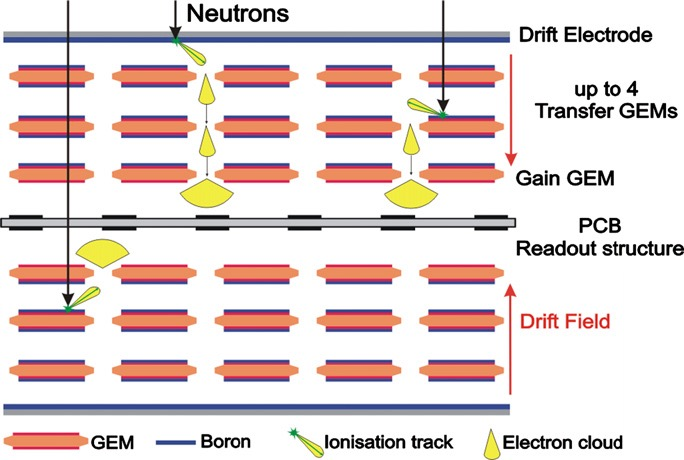 Neutrons
Drift Electrode
up to 4
Transfer GEMs
Gain GEM
PCB
Readout structure
Drift Field
GEM
Boron
Ionisation track
Electron cloud